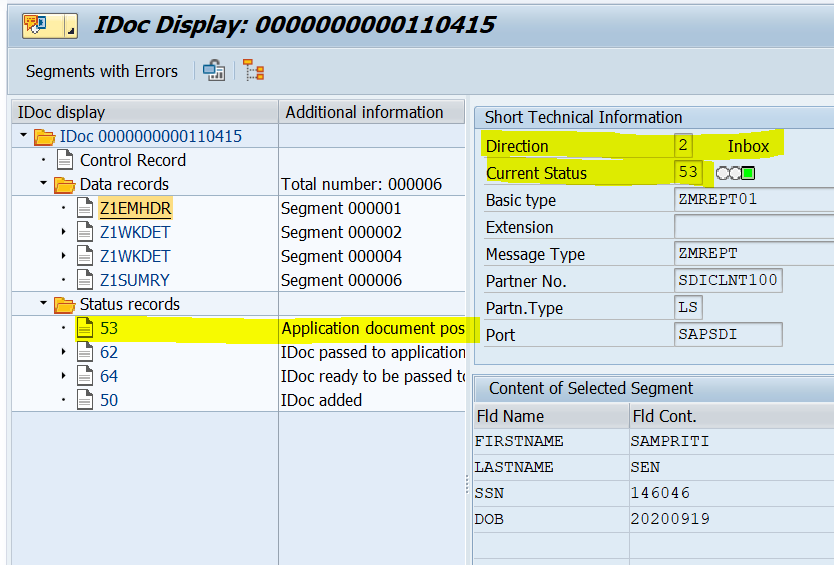 IDoc Display: 0000000000110415
Segments with Errors
IDoc display Additional information
IDoc 0000000000110415
Control Record
Data records Total number: 000006
Z1EMHDR Segment 000001
Z1WKDET Segment 000002
Z1WKDET Segment 000004
Z1SUMRY Segment 000006
Status records
53 Application document pos
62 IDoc passed to application
64 IDoc ready to be passed to
50 IDoc added
Short Technical Information
Direction 2 Inbox
Current Status 53
Basic type ZMREPT01
Extension
Message Type ZMREPT
Partner No. SDICLNT100
Partn.Type LS
Port SAPSDI
Content of Selected Segment
Fld Name Fld Cont.
FIRSTNAME SAMPRITI
LASTNAME SEN
SSN 146046
DOB 20200919